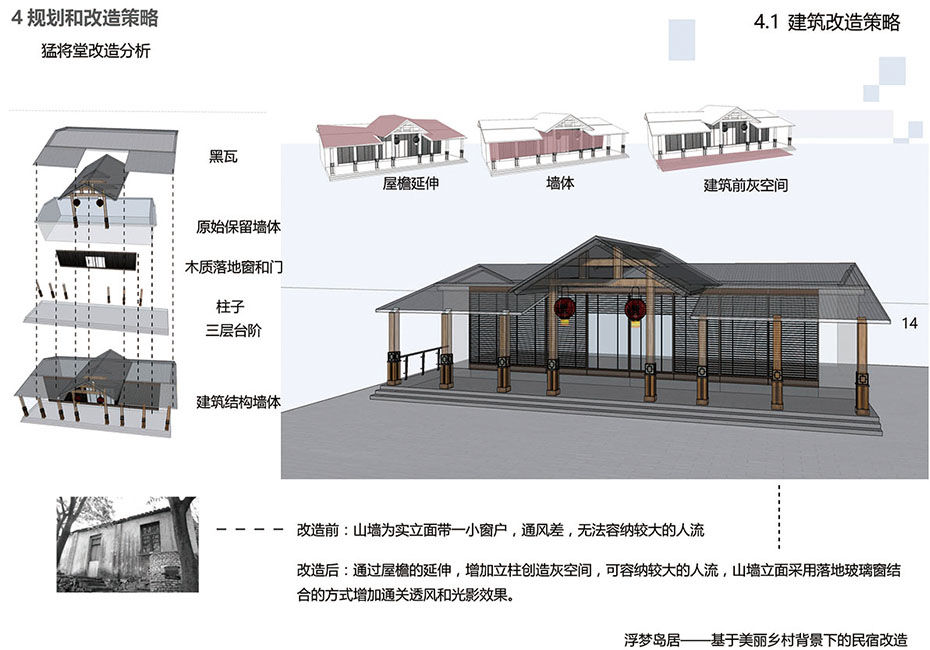 4 规划和改造策略
4.1 建筑改造策略
猛将堂改造分析
黑瓦
原始保留墙体
木质落地窗和门
柱子
三层台阶
建筑结构墙体
屋檐延伸
墙体
建筑前灰空间
14
改造前：山墙为实立面带一小窗户，通风差，无法容纳较大的人流
改造后：通过屋檐的延伸，增加立柱创造灰空间，可容纳较大的人流，山墙立面采用落地玻璃窗结
合的方式增加通关透风和光影效果。
浮梦岛居——基于美丽乡村背景下的民宿改造